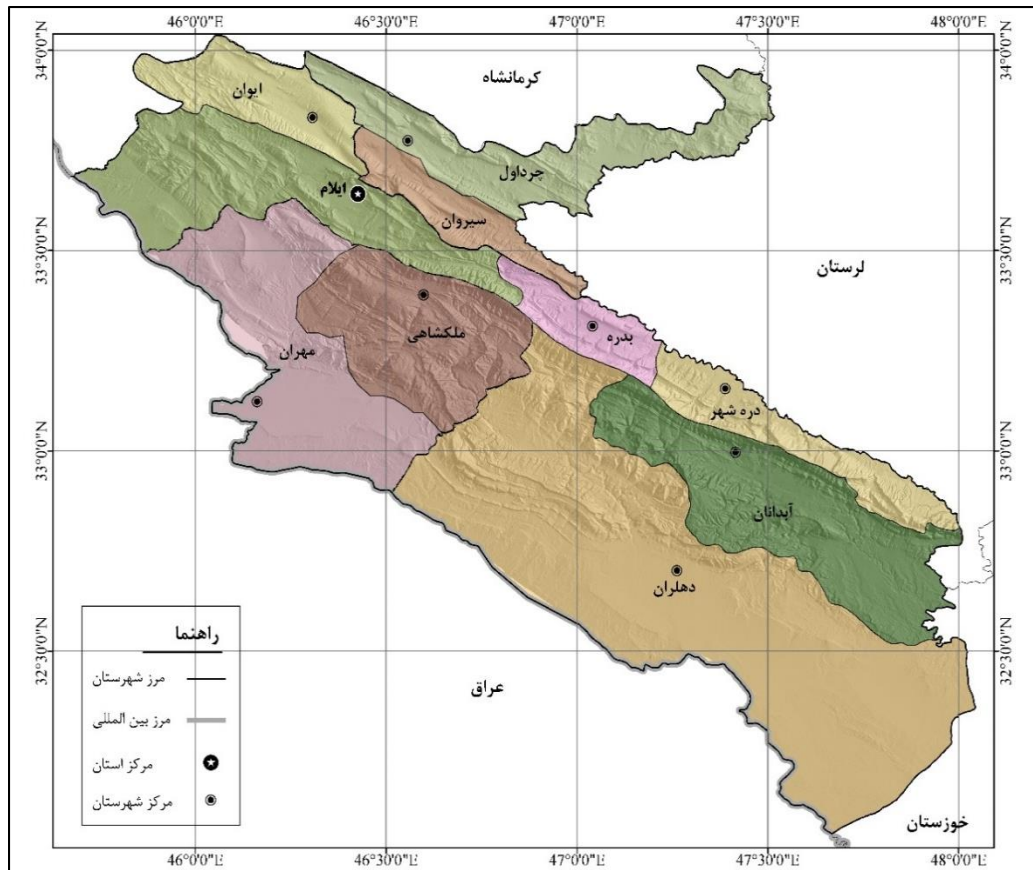 46°0'0"E
46°30'0"E
47°0'0"E
47°30'0"E
48°0'0"E
34°0'0"N
34°0'0"N
کرمانشاه
ایوان
چرداول
ایلام
سیروان
33°30'0"N
33°30'0"N
لرستان
بدره
ملکشاهی
مهران
دره شهر
33°0'0"N
33°0'0"N
آبدانان
دهلران
32°30'0"N
32°30'0"N
عراق
خوزستان
راهنما
مرز شهرستان
مرز بین المللی
مرکز استان
مرکز شهرستان
46°0'0"E
46°30'0"E
47°0'0"E
47°30'0"E
48°0'0"E